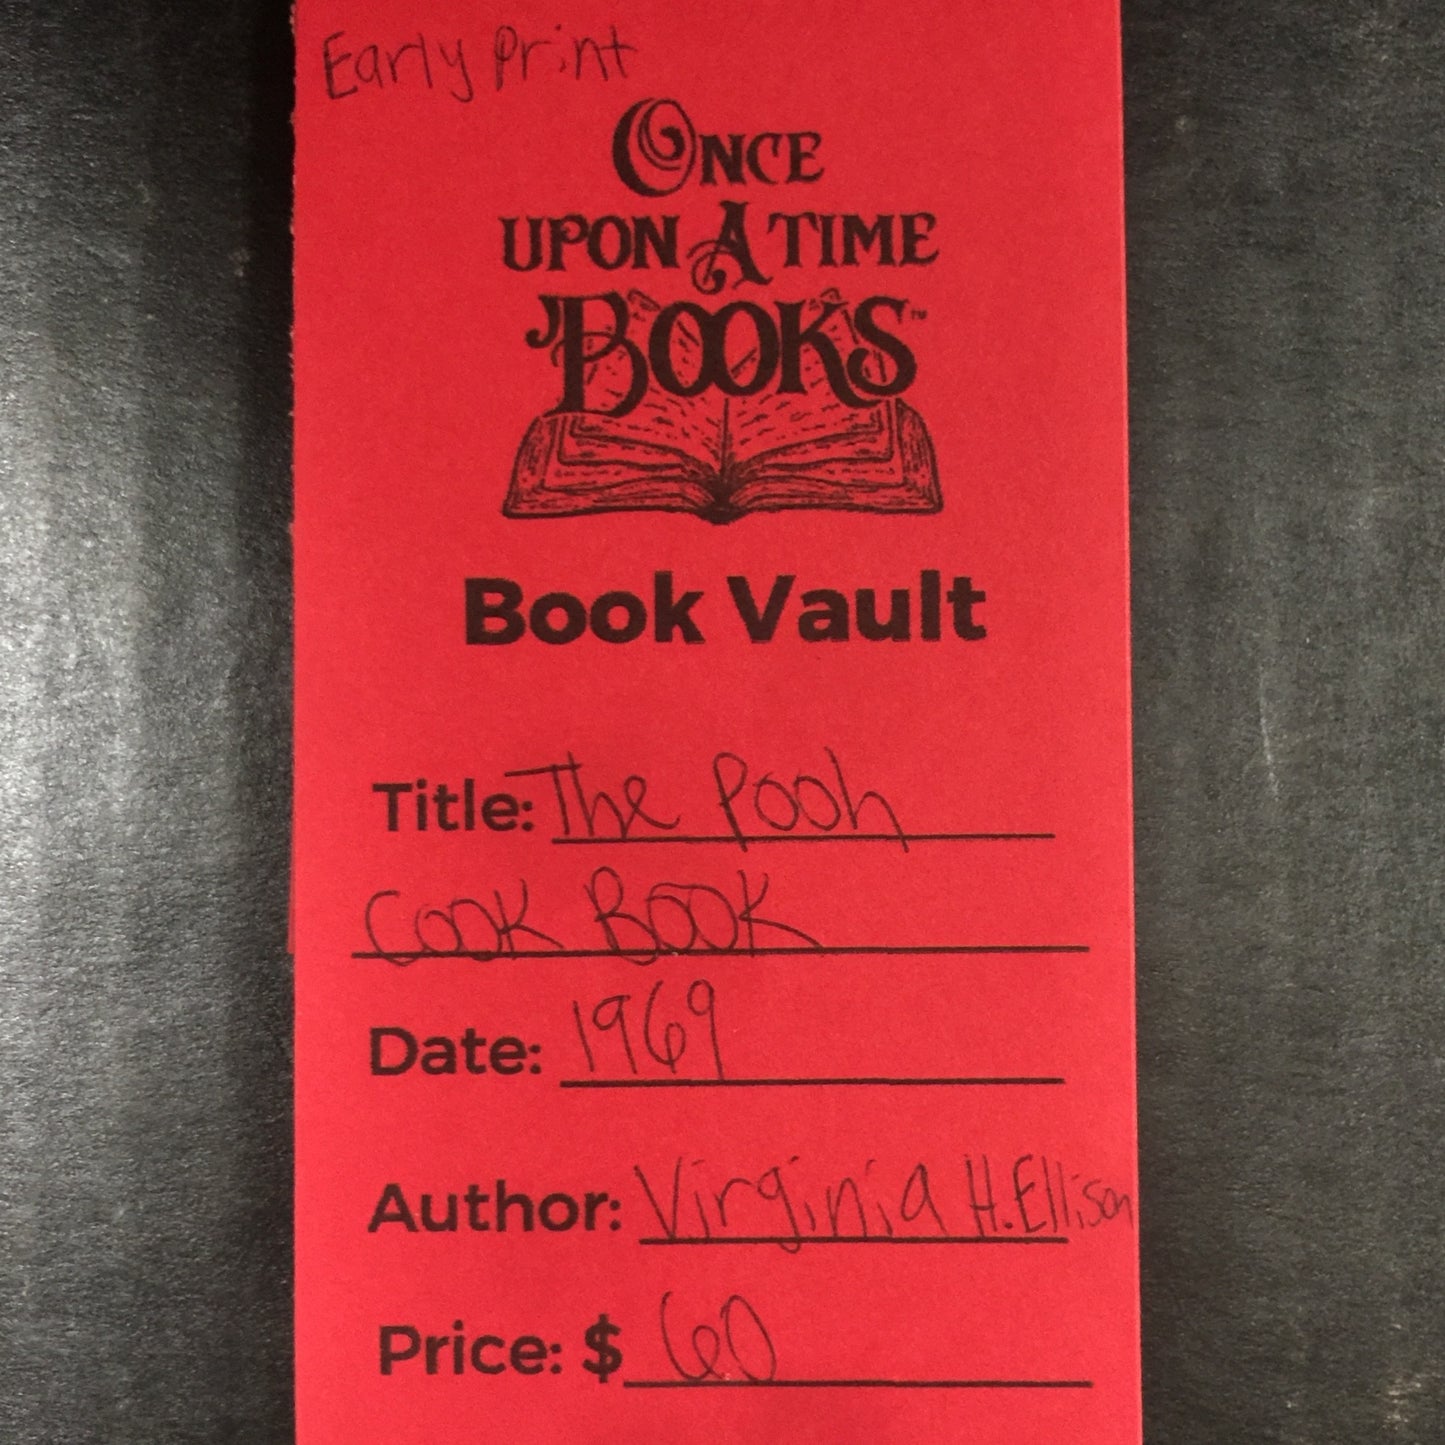 Early Print
ONCE
UPON A TIME
BOOKS™
Book Vault
Title: The Pooh
Cook Book
Date: 1969
Author: Virginia H. Ellison
Price: $ 60